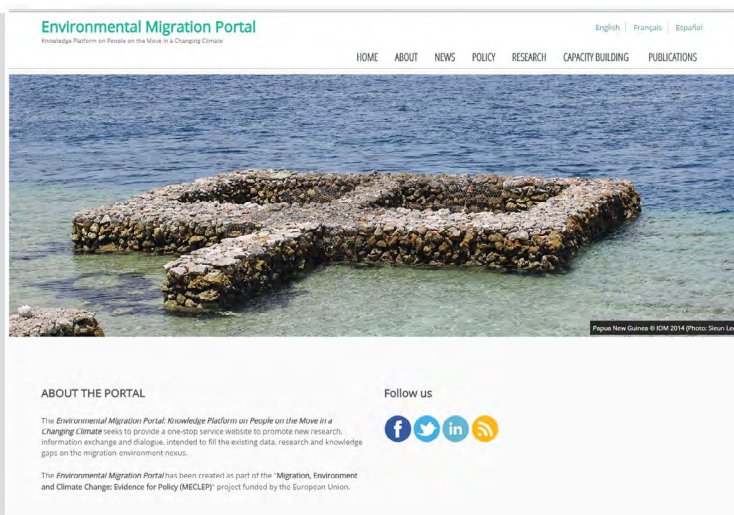 Environmental Migration Portal
Knowledge Platform on People on the Move in a Changing Climate
English | Français | Español
HOME ABOUT NEWS POLICY RESEARCH CAPACITY BUILDING PUBLICATIONS
Papua New Guinea © IOM 2014 (Photo: Sieun Lee
ABOUT THE PORTAL
The Environmental Migration Portal: Knowledge Platform on People on the Move in a
Changing Climate seeks to provide a one-stop service website to promote new research,
information exchange and dialogue, intended to fill the existing data, research and knowledge
gaps on the migration-environment nexus.
The Environmental Migration Portal has been created as part of the "Migration, Environment
and Climate Change: Evidence for Policy (MECLEP)" project funded by the European Union.
Follow us
f in